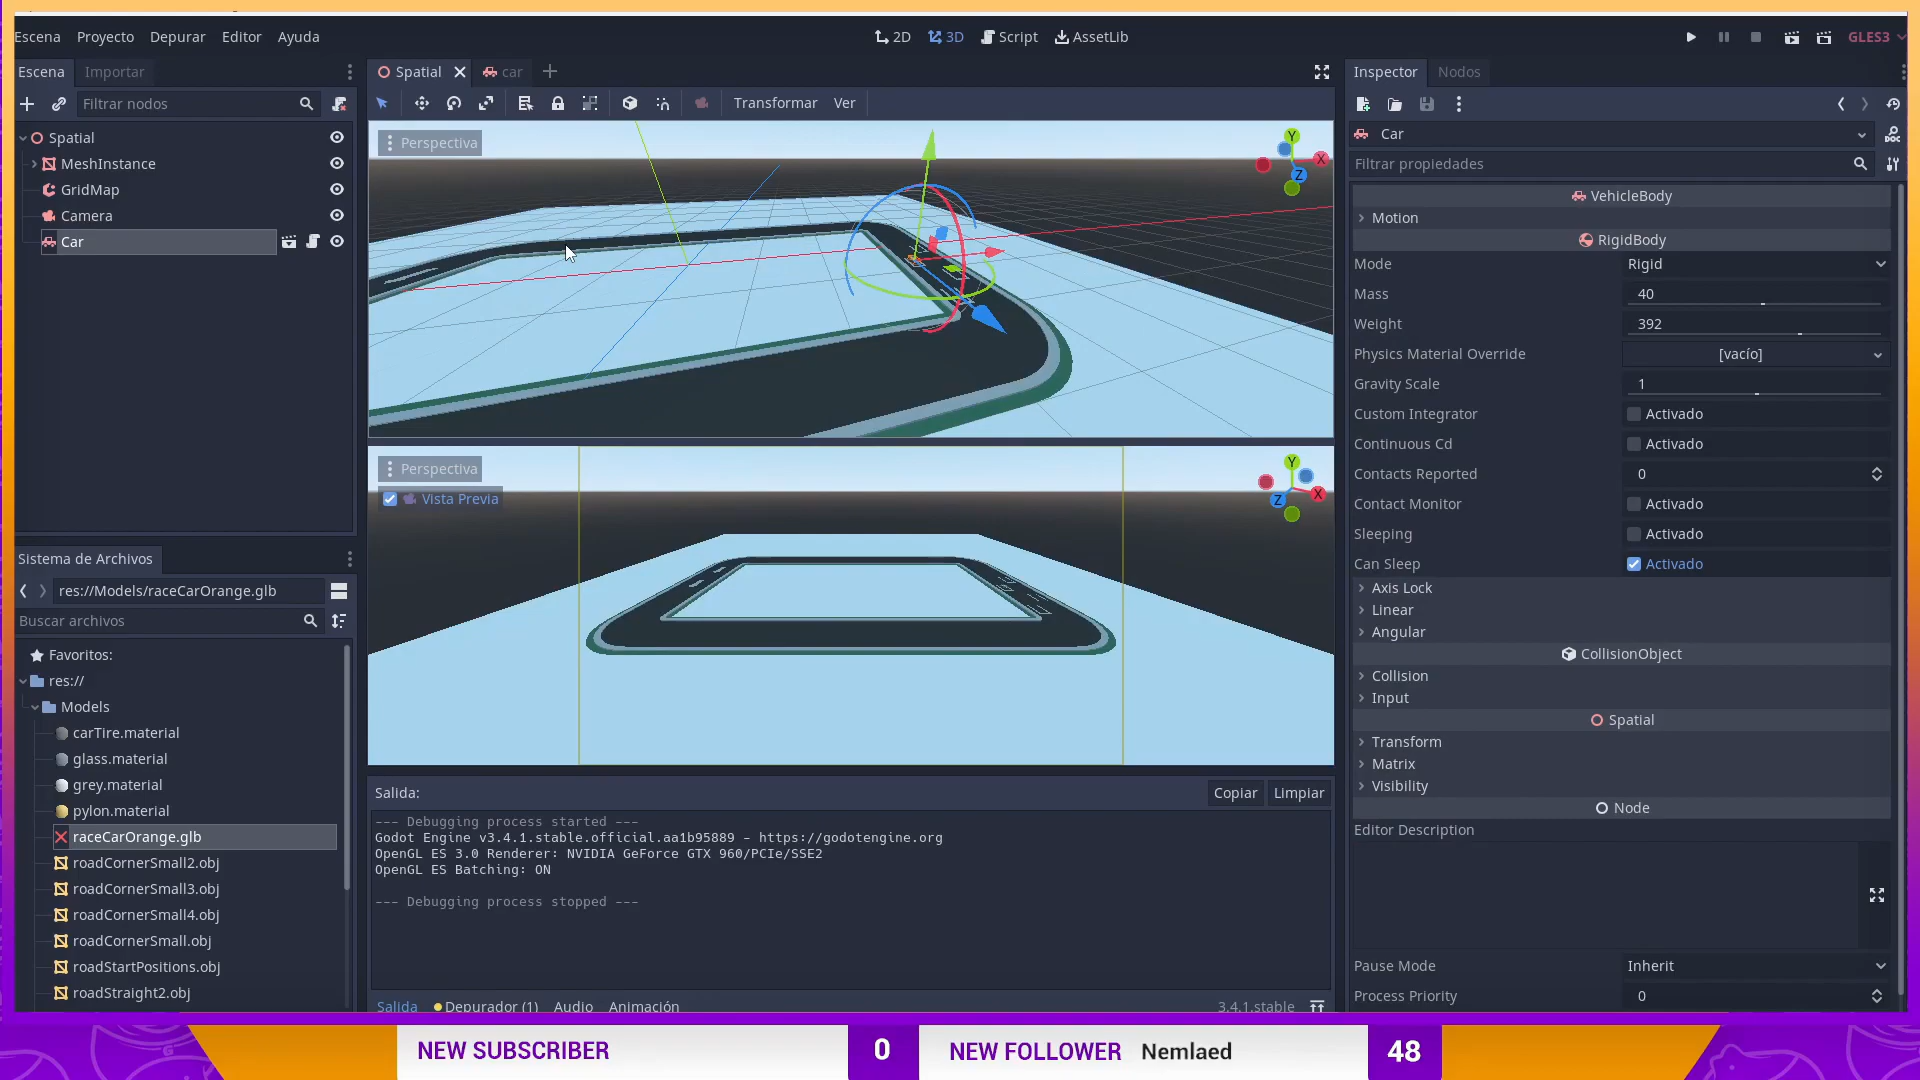 Escena Proyecto Depurar Editor Ayuda
2D 3D Script AssetLib
GLES3
Escena Importar
Filtrar nodos
Spatial
MeshInstance
GridMap
Camera
Car
Sistema de Archivos
res://Models/raceCarOrange.glb
Buscar archivos
Favoritos:
res://
Models
carTire.material
glass.material
grey.material
pylon.material
raceCarOrange.glb
roadCornerSmall2.obj
roadCornerSmall3.obj
roadCornerSmall4.obj
roadCornerSmall.obj
roadStartPositions.obj
roadStraight2.obj
Spatial car
Transformar Ver
Perspectiva
Y
X
Z
Perspectiva
Vista Previa
Y
X
Z
Salida:
Copiar Limpiar
--- Debugging process started ---
Godot Engine v3.4.1.stable.official.aa1b95889 - https://godotengine.org
OpenGL ES 3.0 Renderer: NVIDIA GeForce GTX 960/PCIe/SSE2
OpenGL ES Batching: ON
--- Debugging process stopped ---
Salida Depurador (1) Audio Animación 3.4.1.stable
Inspector Nodos
Car
Filtrar propiedades
VehicleBody
Motion
RigidBody
Mode Rigid
Mass 40
Weight 392
Physics Material Override [vacío]
Gravity Scale 1
Custom Integrator Activado
Continuous Cd Activado
Contacts Reported 0
Contact Monitor Activado
Sleeping Activado
Can Sleep Activado
Axis Lock
Linear
Angular
CollisionObject
Collision
Input
Spatial
Transform
Matrix
Visibility
Node
Editor Description
Pause Mode Inherit
Process Priority 0
NEW SUBSCRIBER 0 NEW FOLLOWER Nemlaed 48